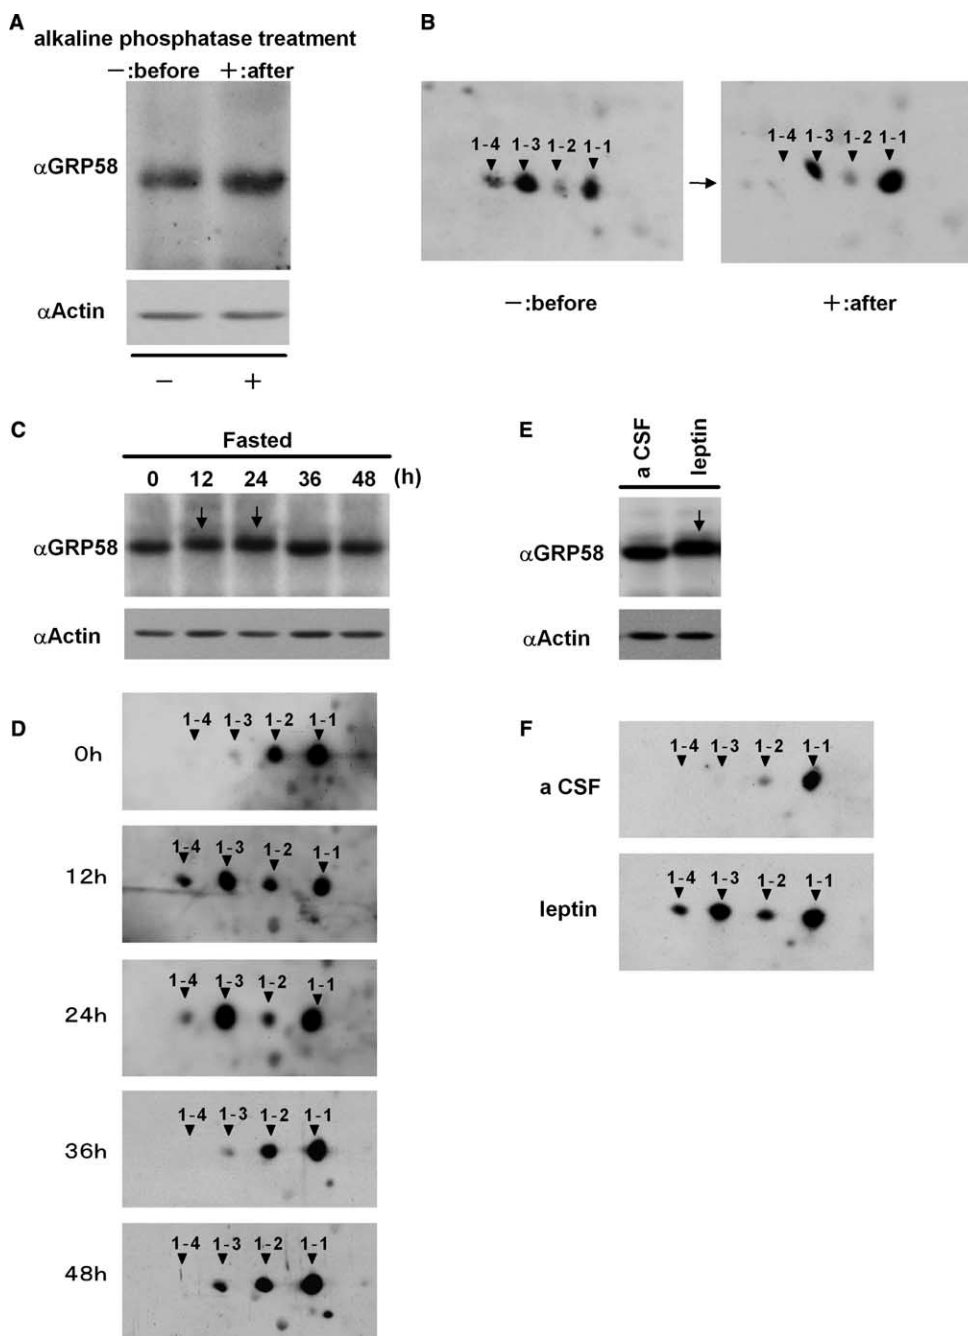 A
alkaline phosphatase treatment
−:before +:after
αGRP58
αActin
− +
B
1-4 1-3 1-2 1-1
1-4 1-3 1-2 1-1
−:before
+:after
C
Fasted
0 12 24 36 48 (h)
αGRP58
αActin
E
a CSF
leptin
αGRP58
αActin
D
0h
1-4 1-3 1-2 1-1
12h
1-4 1-3 1-2 1-1
24h
1-4 1-3 1-2 1-1
36h
1-4 1-3 1-2 1-1
48h
1-4 1-3 1-2 1-1
F
a CSF
1-4 1-3 1-2 1-1
leptin
1-4 1-3 1-2 1-1